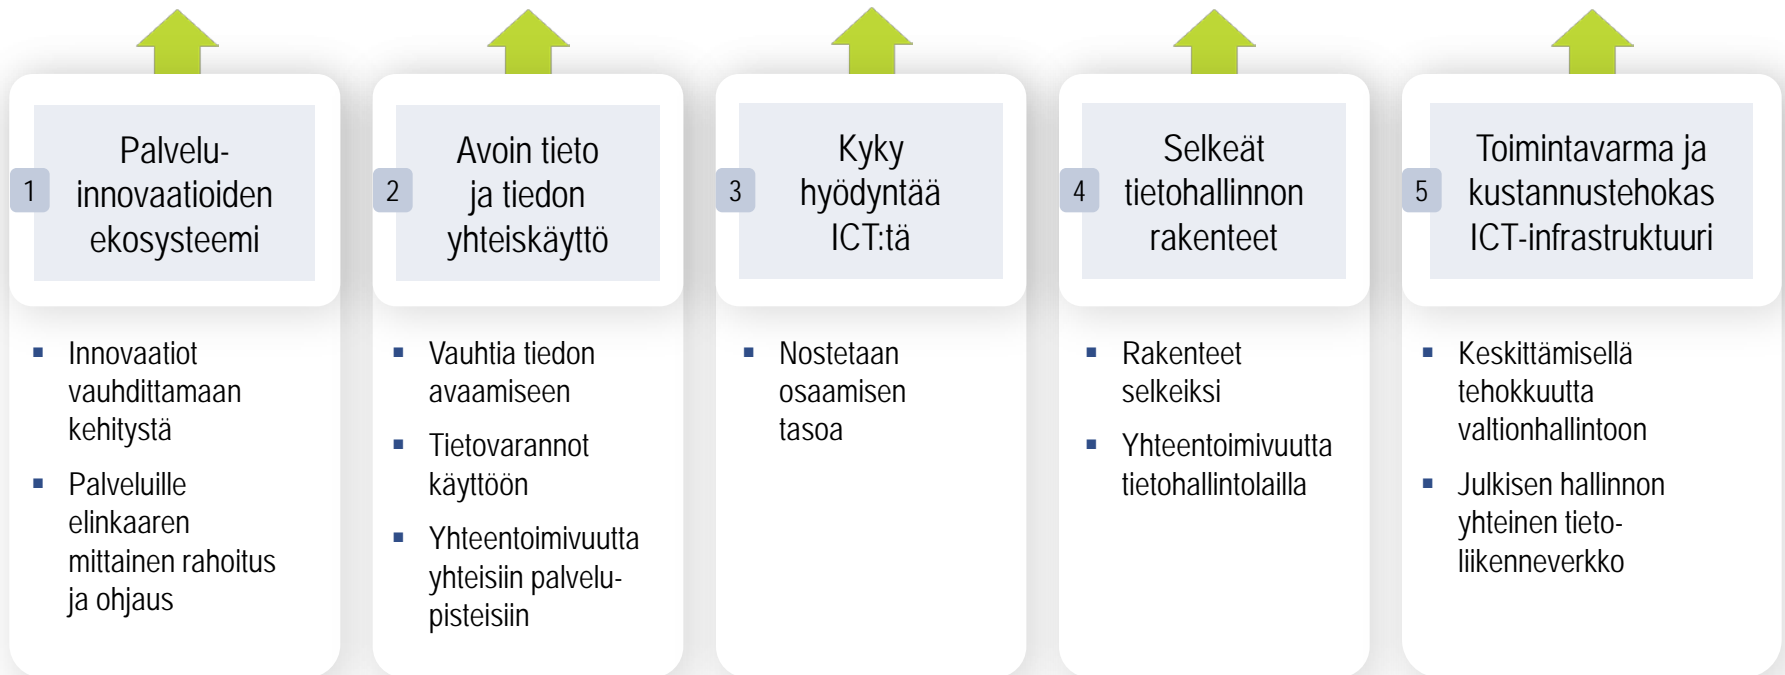 1
Palvelu-
innovaatioiden
ekosysteemi
Innovaatiot
vauhdittamaan
kehitystä
Palveluille
elinkaaren
mittainen rahoitus
ja ohjaus
2
Avoin tieto
ja tiedon
yhteiskäyttö
Vauhtia tiedon
avaamiseen
Tietovarannot
käyttöön
Yhteentoimivuutta
yhteisiin palvelu-
pisteisiin
3
Kyky
hyödyntää
ICT:tä
Nostetaan
osaamisen
tasoa
4
Selkeät
tietohallinnon
rakenteet
Rakenteet
selkeiksi
Yhteentoimivuutta
tietohallintolailla
5
Toimintavarma ja
kustannustehokas
ICT-infrastruktuuri
Keskittämisellä
tehokkuutta
valtionhallintoon
Julkisen hallinnon
yhteinen tieto-
liikenneverkko